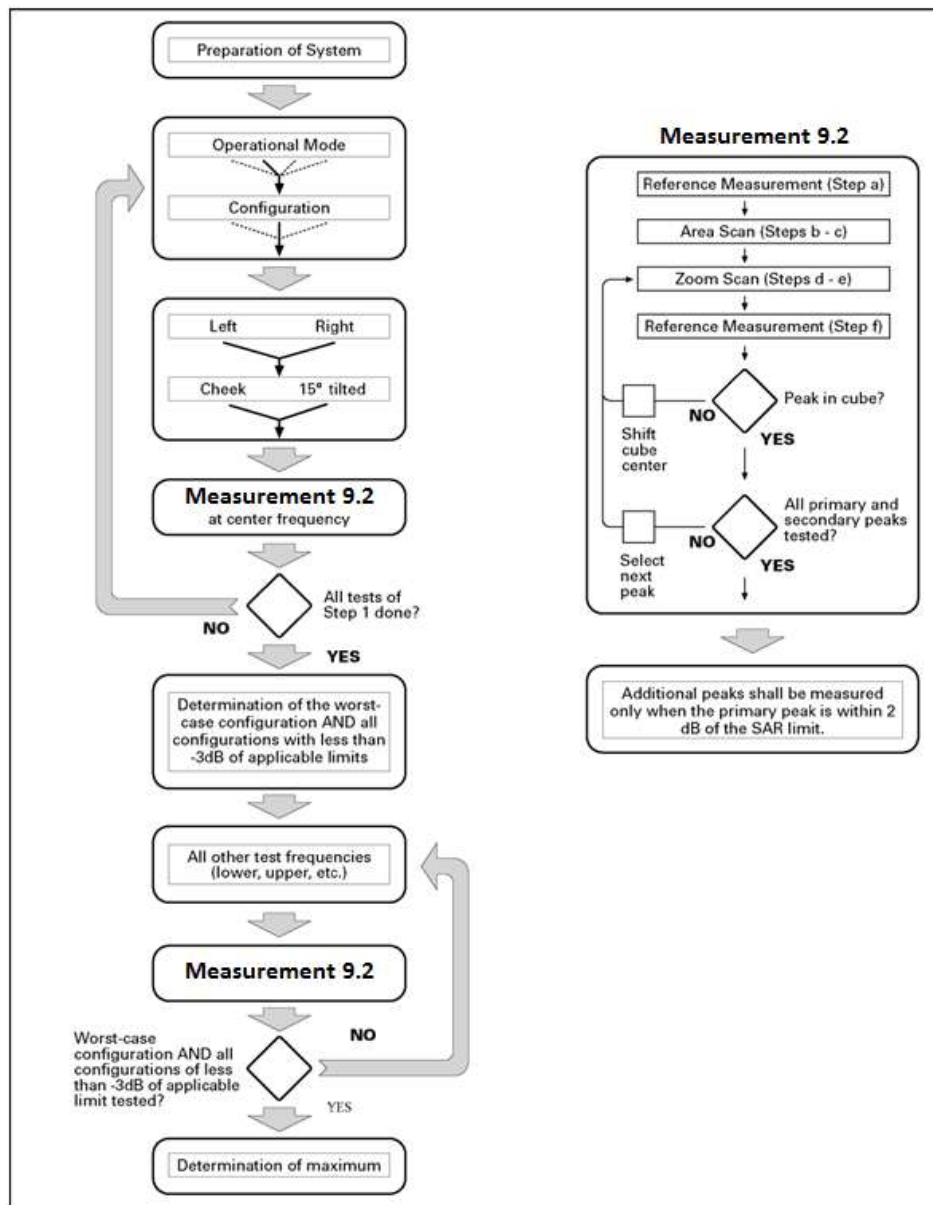 Preparation of System
Operational Mode
Configuration
Left Right
Cheek 15° tilted
Measurement 9.2
at center frequency
All tests of
Step 1 done?
NO
YES
Determination of the worst-
case configuration AND all
configurations with less than
-3dB of applicable limits
All other test frequencies
(lower, upper, etc.)
Measurement 9.2
NO
Worst-case
configuration AND all
configurations of less
than -3dB of applicable
limit tested?
YES
Determination of maximum
Measurement 9.2
Reference Measurement (Step a)
Area Scan (Steps b - c)
Zoom Scan (Steps d - e)
Reference Measurement (Step f)
Peak in cube?
NO
YES
Shift
cube
center
All primary and
secondary peaks
tested?
NO
YES
Select
next
peak
Additional peaks shall be measured
only when the primary peak is within 2
dB of the SAR limit.